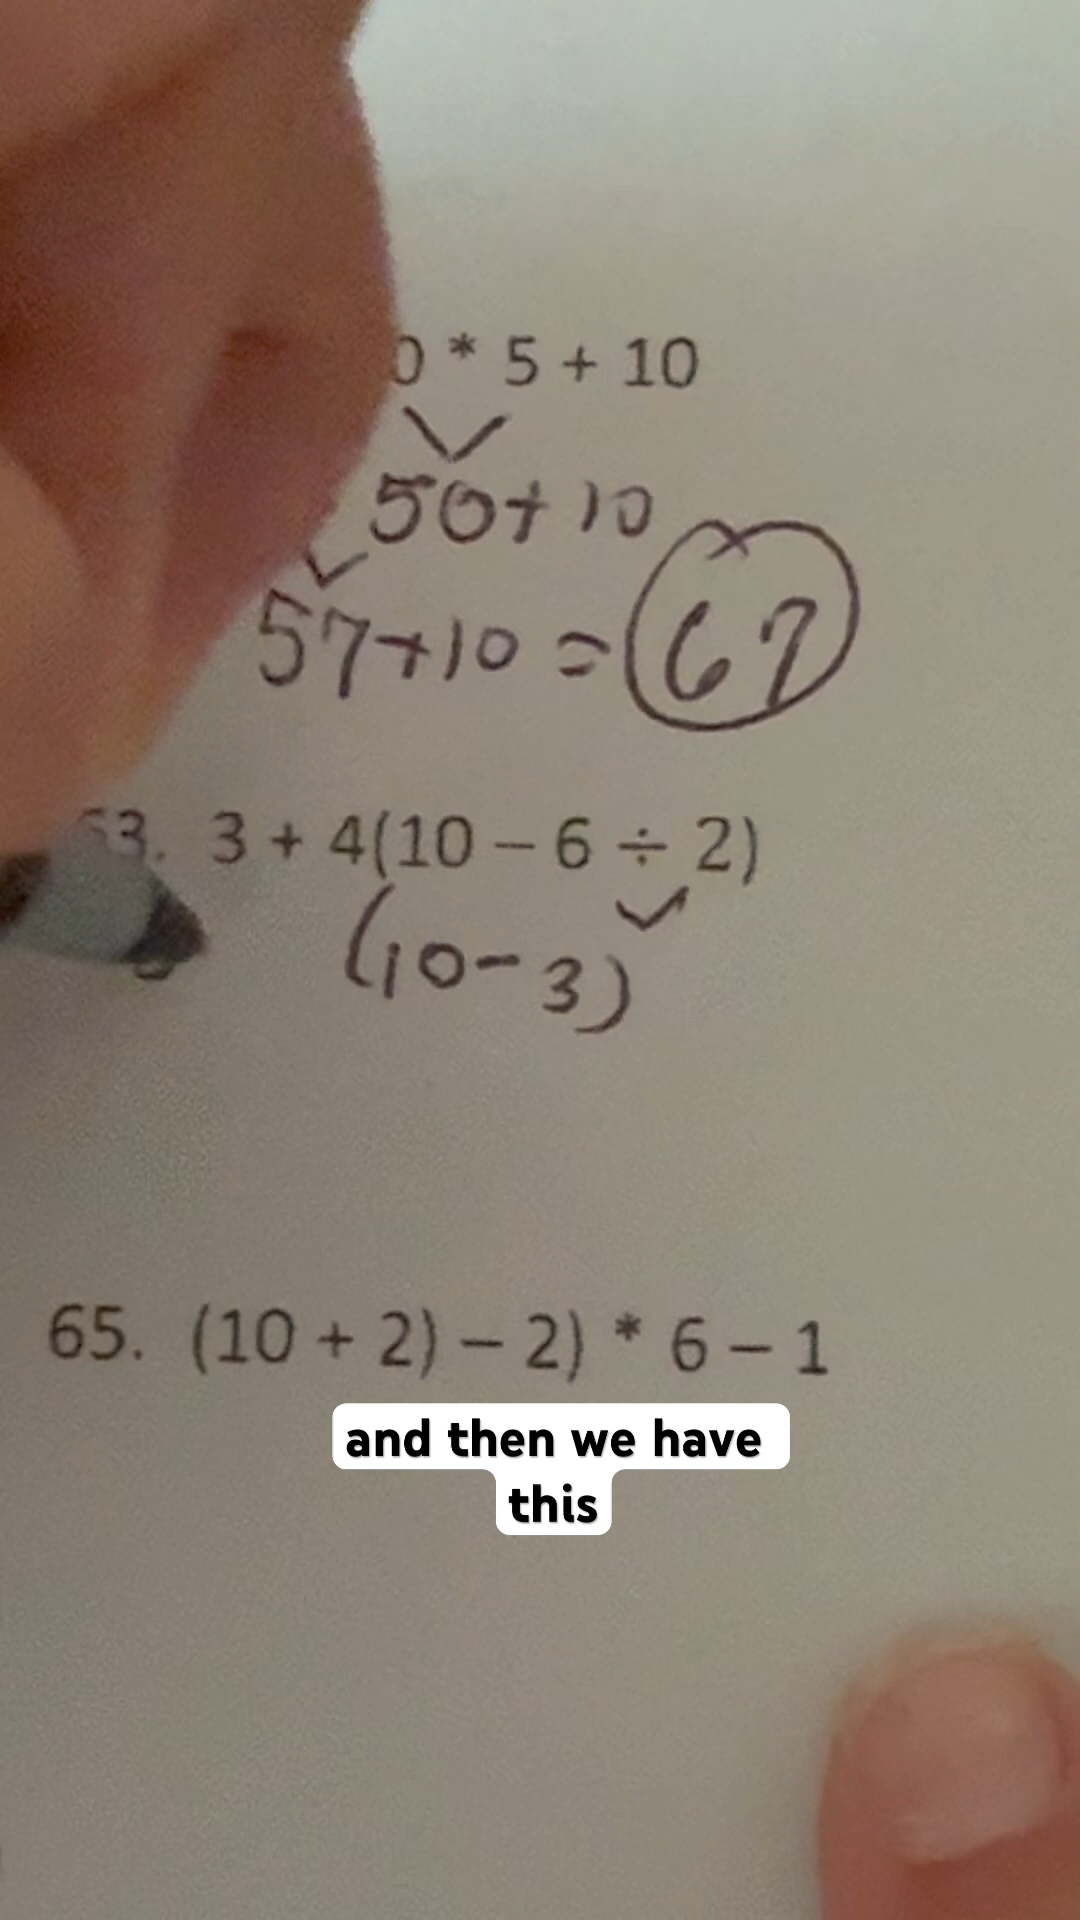 0 * 5 + 10
50 + 10
57 + 10 = 67
63. 3 + 4(10 – 6 ÷ 2)
(10 - 3)
65. (10 + 2) – 2) * 6 – 1
and then we have
this